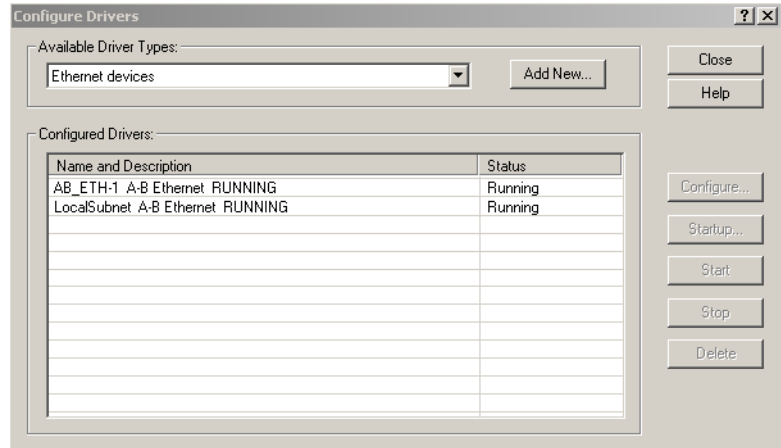 Configure Drivers
Available Driver Types:
Ethernet devices
Add New...
Close
Help
Configured Drivers:
Name and Description Status
AB_ETH-1 A-B Ethernet RUNNING Running
LocalSubnet A-B Ethernet RUNNING Running
Configure...
Startup...
Start
Stop
Delete